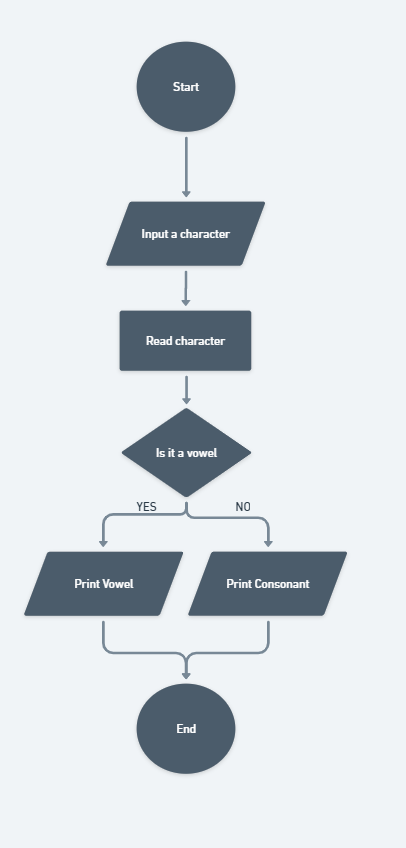 Start
Input a character
Read character
Is it a vowel
YES
NO
Print Vowel
Print Consonant
End